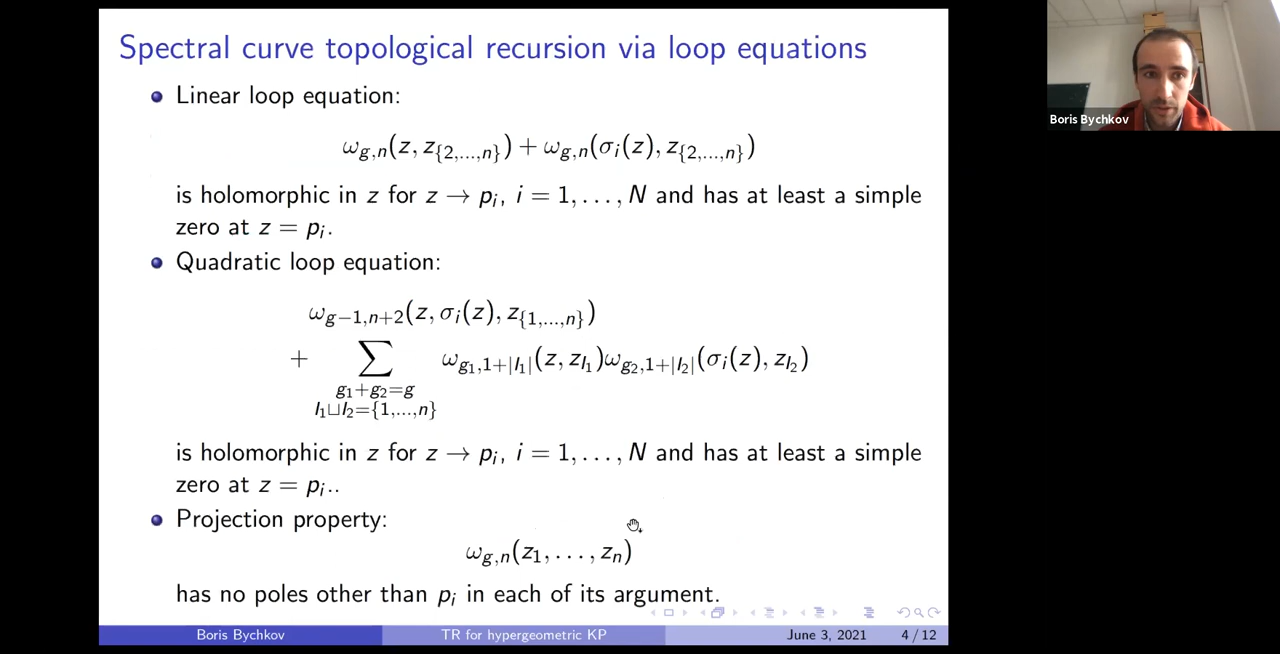 Spectral curve topological recursion via loop equations
Linear loop equation:
ω_{g,n}(z, z_{{2,...,n}}) + ω_{g,n}(σ_i(z), z_{{2,...,n}})
is holomorphic in z for z → p_i, i = 1, . . . , N and has at least a simple
zero at z = p_i.
Quadratic loop equation:
ω_{g−1,n+2}(z, σ_i(z), z_{{1,...,n}})
+ ∑_{g_1+g_2=g, I_1⊔I_2={1,...,n}} ω_{g_1,1+|I_1|}(z, z_{I_1})ω_{g_2,1+|I_2|}(σ_i(z), z_{I_2})
is holomorphic in z for z → p_i, i = 1, . . . , N and has at least a simple
zero at z = p_i..
Projection property:
ω_{g,n}(z_1, . . . , z_n)
has no poles other than p_i in each of its argument.
Boris Bychkov TR for hypergeometric KP June 3, 2021 4 / 12
Boris Bychkov